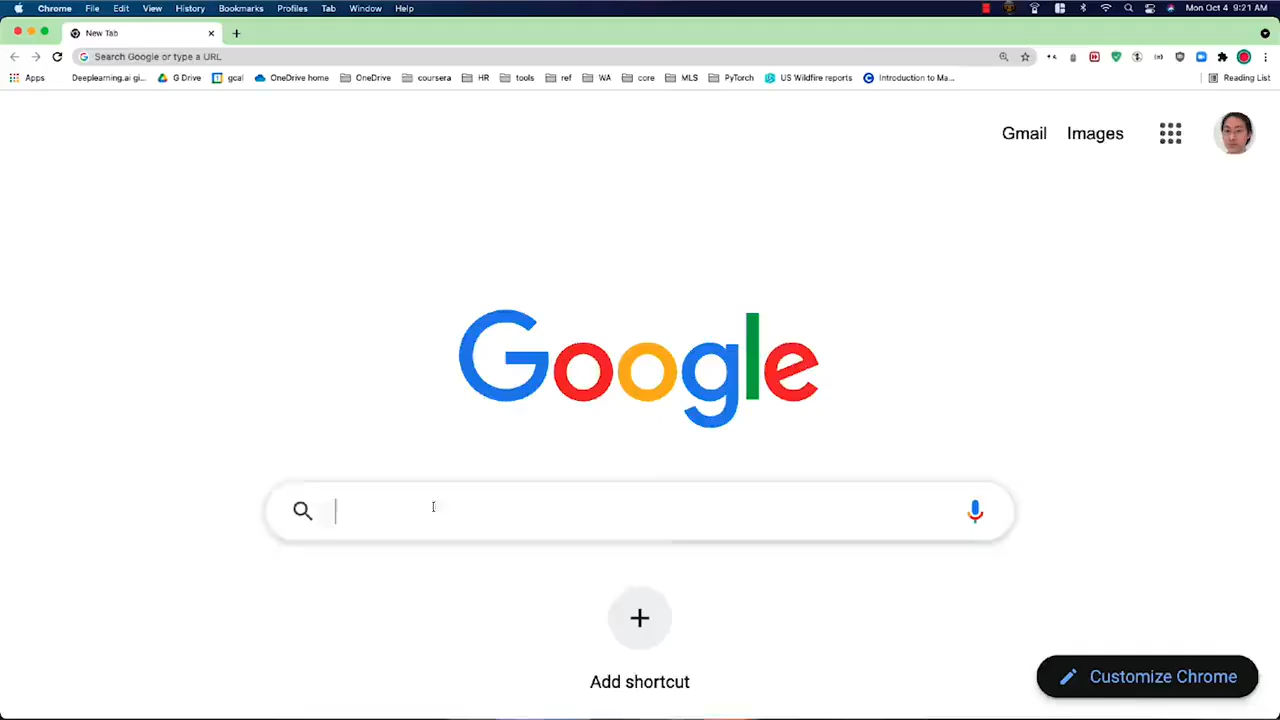 Chrome File Edit View History Bookmarks Profiles Tab Window Help Mon Oct 4 9:21 AM
New Tab
Search Google or type a URL
Apps Deeplearning.ai gi... G Drive gcal OneDrive home OneDrive coursera HR tools ref WA core MLS PyTorch US Wildfire reports Introduction to Ma... Reading List
Gmail Images
Google
Add shortcut
Customize Chrome